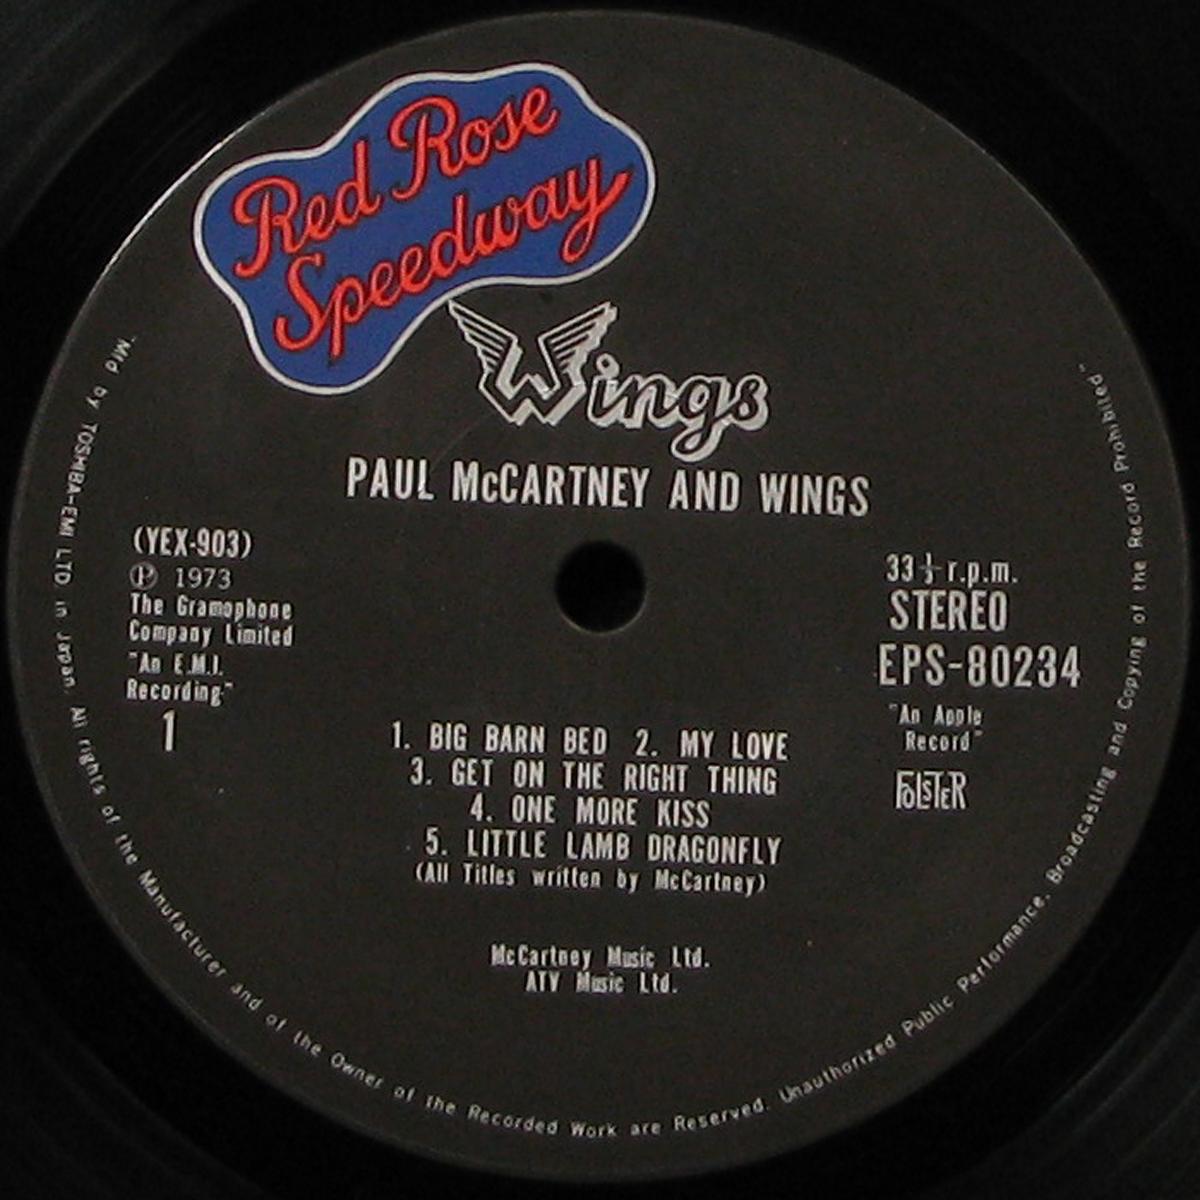 Red Rose
Speedway
Wings
PAUL McCARTNEY AND WINGS
(YEX-903)
Ⓟ 1973
The Gramophone
Company Limited
"An E.M.I.
Recording"
1
33⅓ r.p.m.
STEREO
EPS-80234
"An Apple
Record"
FOLSTER
1. BIG BARN BED 2. MY LOVE
3. GET ON THE RIGHT THING
4. ONE MORE KISS
5. LITTLE LAMB DRAGONFLY
(All Titles written by McCartney)
McCartney Music Ltd.
ATV Music Ltd.
"Mfd by TOSHIBA-EMI LTD in Japan. All rights of the Manufacturer and of the Owner of the Recorded Work are Reserved. Unauthorized Public Performance, Broadcasting and Copying of the Record Prohibited"